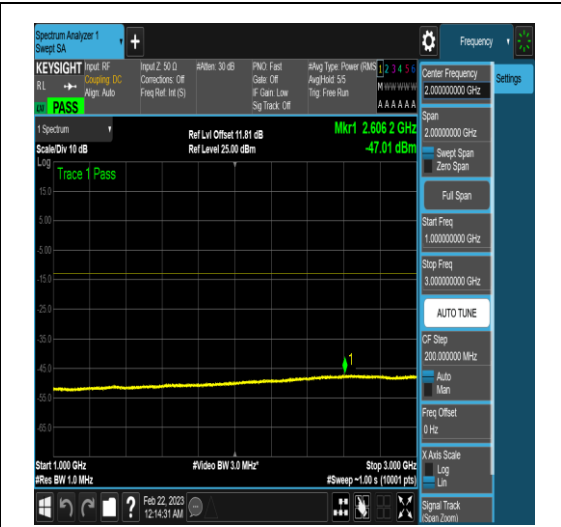 Spectrum Analyzer 1
Swept SA
Frequency
KEYSIGHT
RL
Input: RF
Coupling: DC
Align: Auto
Input Z: 50 Ω
Corrections: Off
Freq Ref: Int (S)
#Atten: 30 dB
PNO: Fast
Gate: Off
IF Gain: Low
Sig Track: Off
#Avg Type: Power (RMS
Avg|Hold: 5/5
Trig: Free Run
1 2 3 4 5 6
M W W W W W
A A A A A A
PASS
1 Spectrum
Scale/Div 10 dB
Log
Ref Lvl Offset 11.81 dB
Ref Level 25.00 dBm
Mkr1 2.606 2 GHz
-47.01 dBm
Trace 1 Pass
15.0
5.00
-5.00
-15.0
-25.0
-35.0
-45.0
-55.0
-65.0
1
Start 1.000 GHz
#Res BW 1.0 MHz
#Video BW 3.0 MHz*
Stop 3.000 GHz
#Sweep ~1.00 s (10001 pts)
Feb 22, 2023
12:14:31 AM
Center Frequency
2.000000000 GHz
Settings
Span
2.00000000 GHz
Swept Span
Zero Span
Full Span
Start Freq
1.000000000 GHz
Stop Freq
3.000000000 GHz
AUTO TUNE
CF Step
200.000000 MHz
Auto
Man
Freq Offset
0 Hz
X Axis Scale
Log
Lin
Signal Track
(Span Zoom)